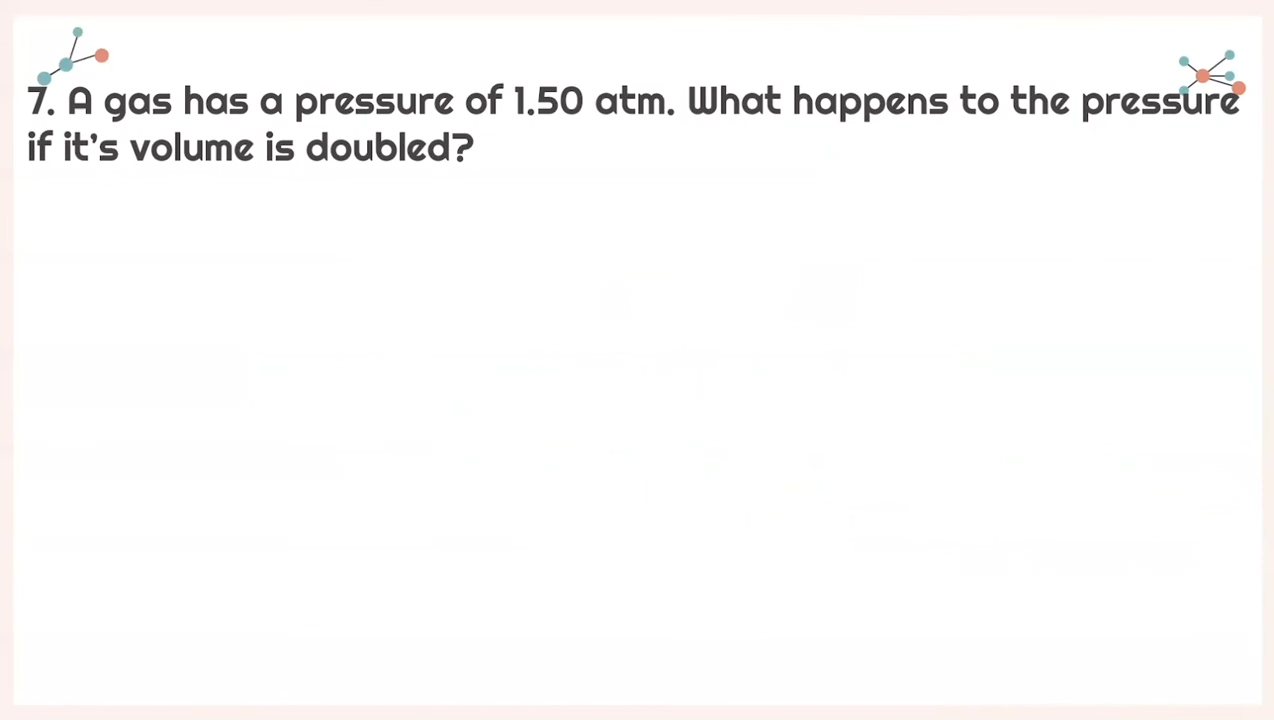 7. A gas has a pressure of 1.50 atm. What happens to the pressure
if it's volume is doubled?